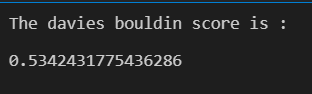 The davies bouldin score is :
0.5342431775436286